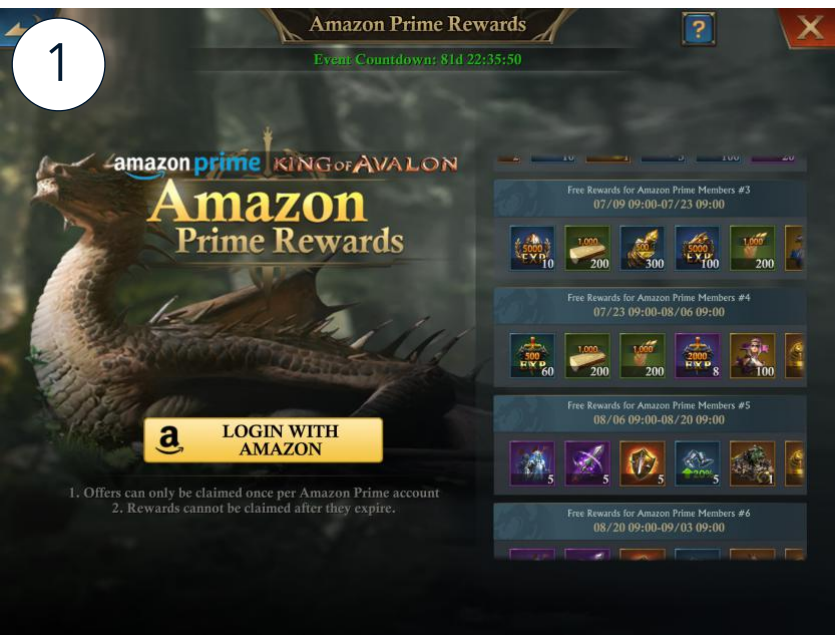 Amazon Prime Rewards
?
X
1
Event Countdown: 81d 22:35:50
amazon prime KING OF AVALON
Amazon
Prime Rewards
LOGIN WITH
AMAZON
1. Offers can only be claimed once per Amazon Prime account
2. Rewards cannot be claimed after they expire.
Free Rewards for Amazon Prime Members #3
07/09 09:00-07/23 09:00
5000 EXP 10 1,000 200 300 5000 EXP 100 1,000 200
Free Rewards for Amazon Prime Members #4
07/23 09:00-08/06 09:00
500 EXP 60 1,000 200 1,000 200 2000 EXP 8 100
Free Rewards for Amazon Prime Members #5
08/06 09:00-08/20 09:00
5 5 5 20% 5 1
Free Rewards for Amazon Prime Members #6
08/20 09:00-09/03 09:00